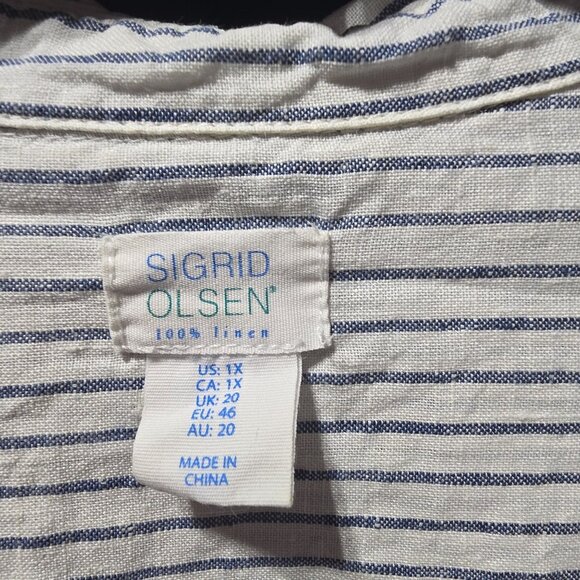 SIGRID
OLSEN®
100% linen
US: 1X
CA: 1X
UK: 20
EU: 46
AU: 20
MADE IN
CHINA